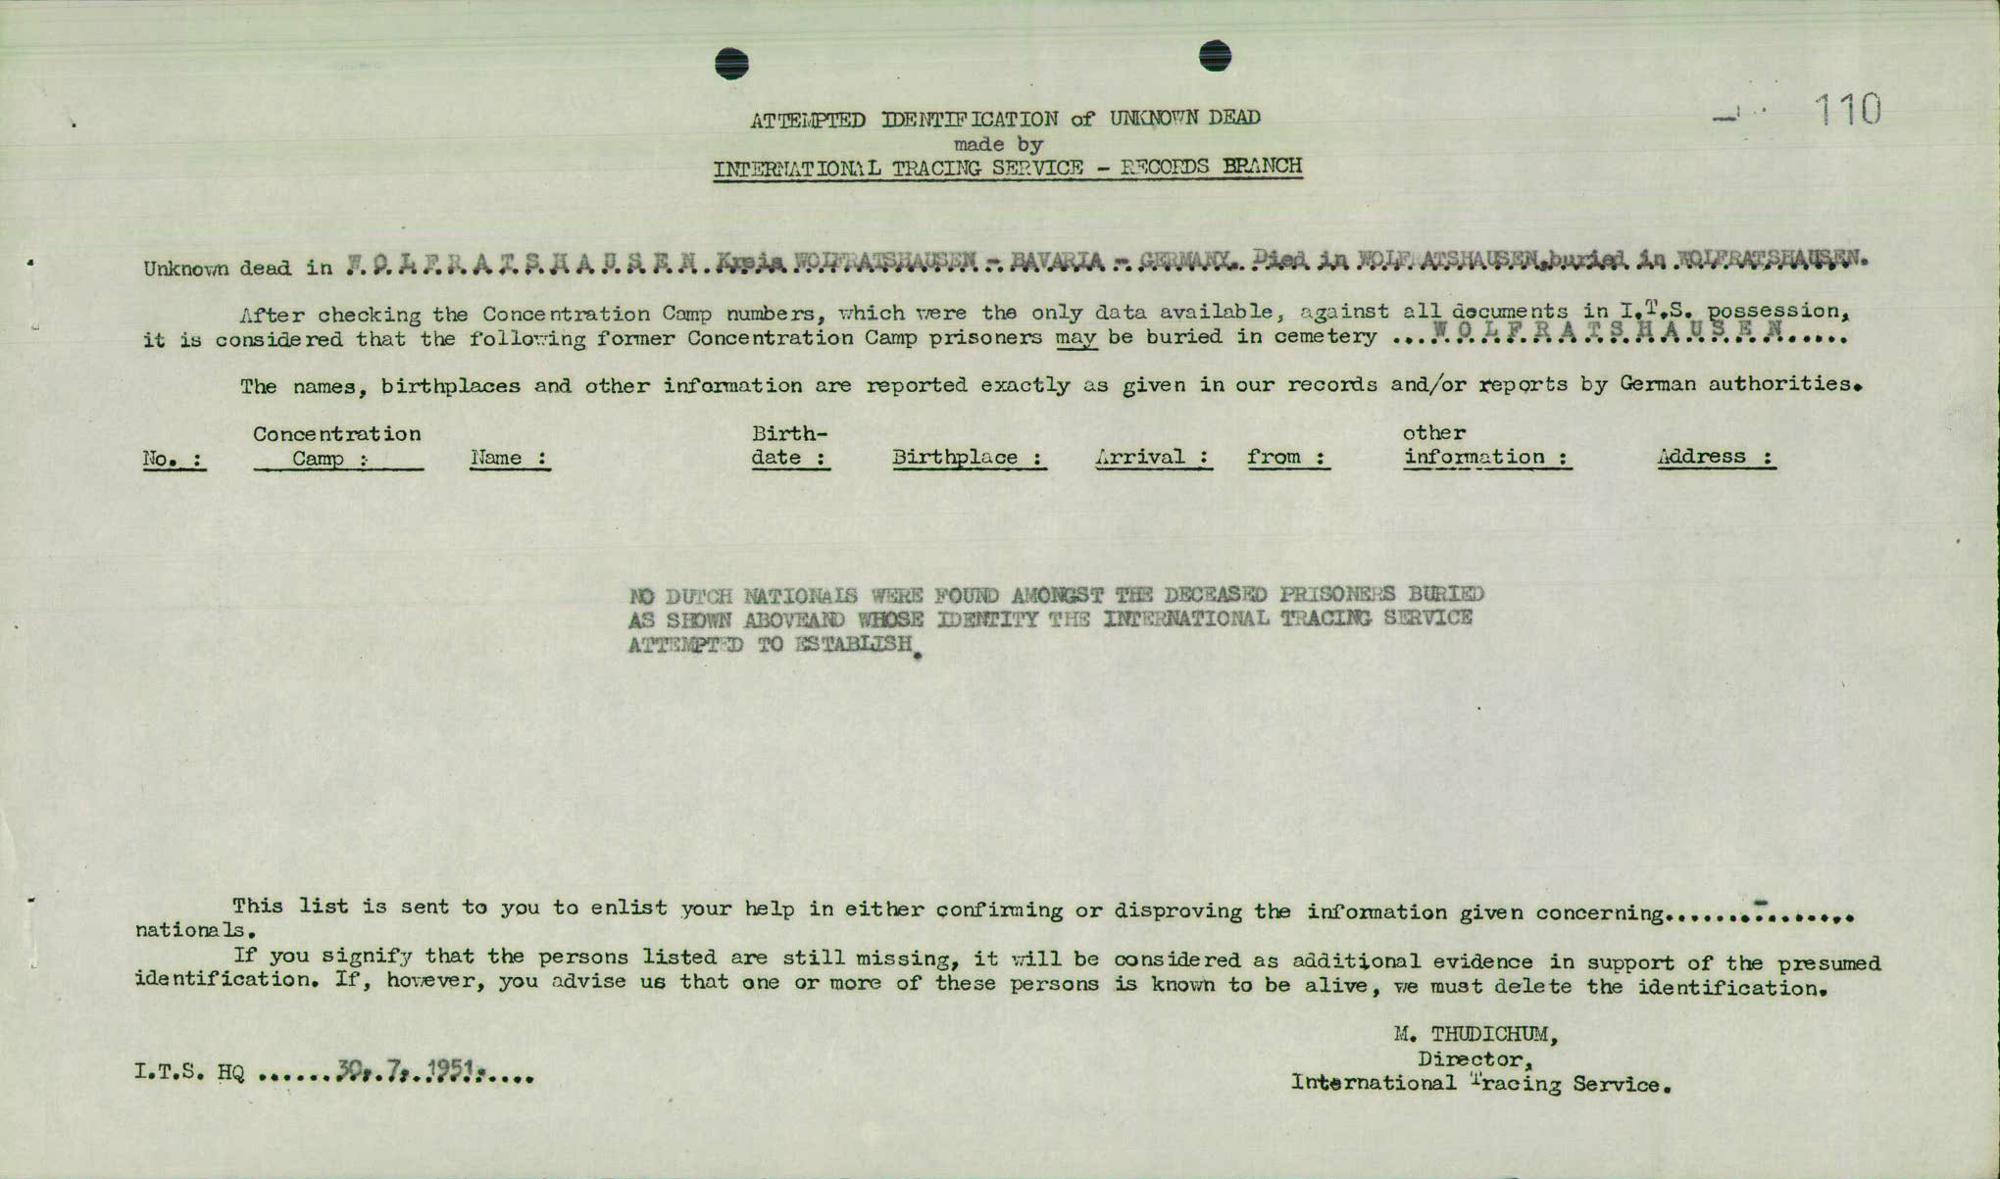 110
ATTEMPTED IDENTIFICATION of UNKNOWN DEAD
made by
INTERNATIONAL TRACING SERVICE - RECORDS BRANCH
Unknown dead in W.O.L.F.R.A.T.S.H.A.U.S.E.N. Kreis WOLFRATSHAUSEN - BAVARIA - GERMANY. Died in WOLFRATSHAUSEN, buried in WOLFRATSHAUSEN.
After checking the Concentration Camp numbers, which were the only data available, against all documents in I.T.S. possession,
it is considered that the following former Concentration Camp prisoners may be buried in cemetery ....W.O.L.F.R.A.T.S.H.A.U.S.E.N......
The names, birthplaces and other information are reported exactly as given in our records and/or reports by German authorities.
No. : Concentration Camp : Name : Birth-date : Birthplace : Arrival : from : other information : Address :
NO DUTCH NATIONALS WERE FOUND AMONGST THE DECEASED PRISONERS BURIED
AS SHOWN ABOVEAND WHOSE IDENTITY THE INTERNATIONAL TRACING SERVICE
ATTEMPTED TO ESTABLISH.
This list is sent to you to enlist your help in either confirming or disproving the information given concerning.......-.......
nationals.
If you signify that the persons listed are still missing, it will be considered as additional evidence in support of the presumed
identification. If, however, you advise us that one or more of these persons is known to be alive, we must delete the identification.
M. THUDICHUM,
Director,
International Tracing Service.
I.T.S. HQ ......30..7..1951.....